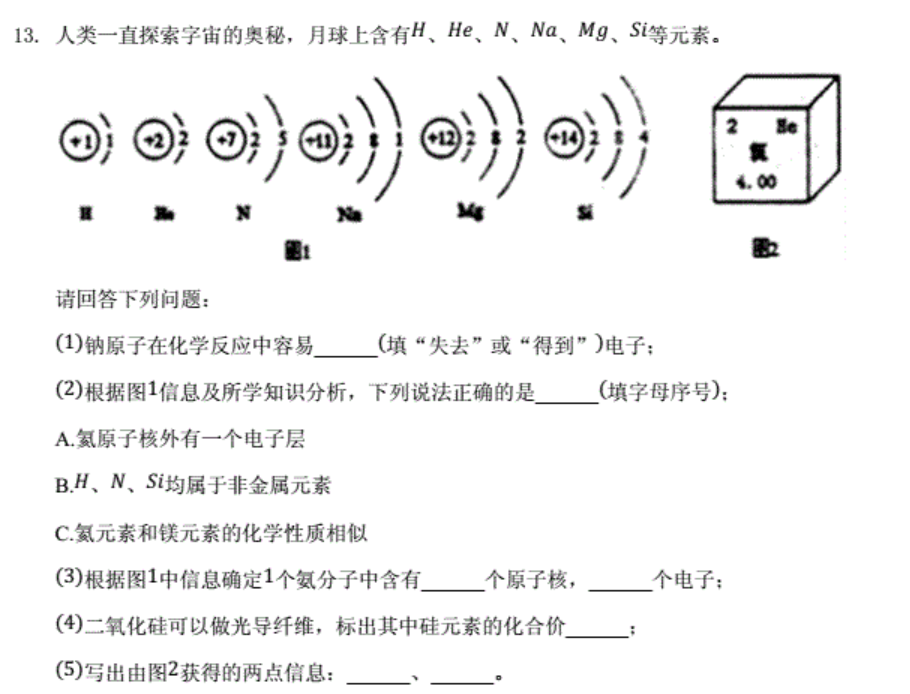 13. 人类一直探索宇宙的奥秘，月球上含有H、He、N、Na、Mg、Si等元素。
+1 1 +2 2 +7 2 5 +11 2 8 1 +12 2 8 2 +14 2 8 4
H He N Na Mg Si
图1
2 He
氦
4.00
图2
请回答下列问题：
(1)钠原子在化学反应中容易______(填“失去”或“得到”)电子；
(2)根据图1信息及所学知识分析，下列说法正确的是______(填字母序号)；
A.氦原子核外有一个电子层
B.H、N、Si均属于非金属元素
C.氦元素和镁元素的化学性质相似
(3)根据图1中信息确定1个氨分子中含有______个原子核，______个电子；
(4)二氧化硅可以做光导纤维，标出其中硅元素的化合价______；
(5)写出由图2获得的两点信息：______、______。